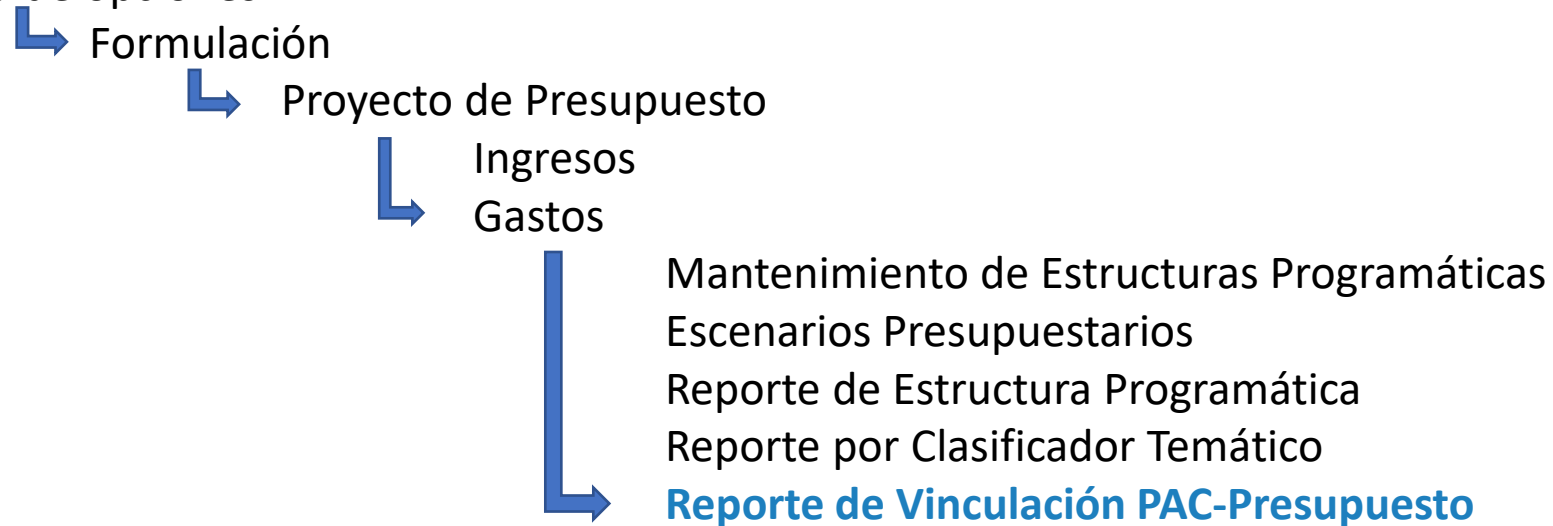 Formulación
Proyecto de Presupuesto
Ingresos
Gastos
Mantenimiento de Estructuras Programáticas
Escenarios Presupuestarios
Reporte de Estructura Programática
Reporte por Clasificador Temático
Reporte de Vinculación PAC-Presupuesto